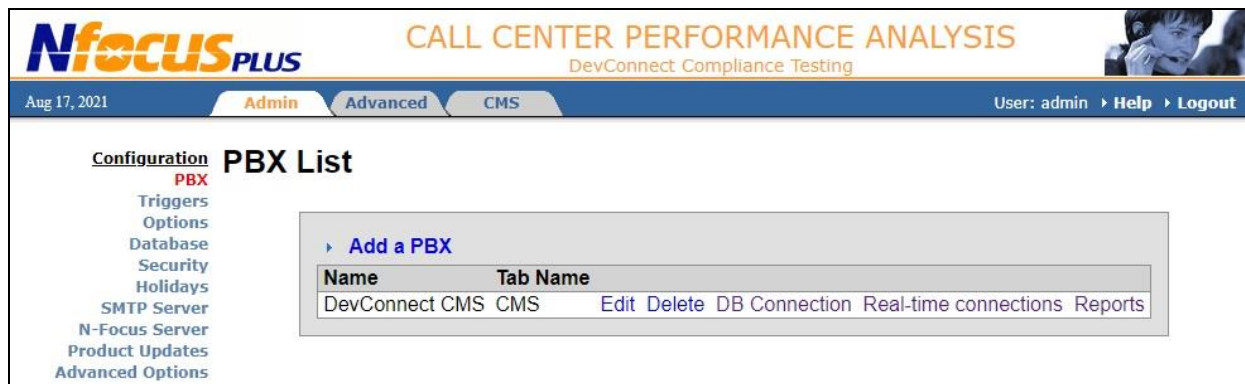 NfocusPLUS
CALL CENTER PERFORMANCE ANALYSIS
DevConnect Compliance Testing
Aug 17, 2021 Admin Advanced CMS User: admin Help Logout
Configuration
PBX
Triggers
Options
Database
Security
Holidays
SMTP Server
N-Focus Server
Product Updates
Advanced Options
PBX List
Add a PBX
Name Tab Name
DevConnect CMS CMS Edit Delete DB Connection Real-time connections Reports